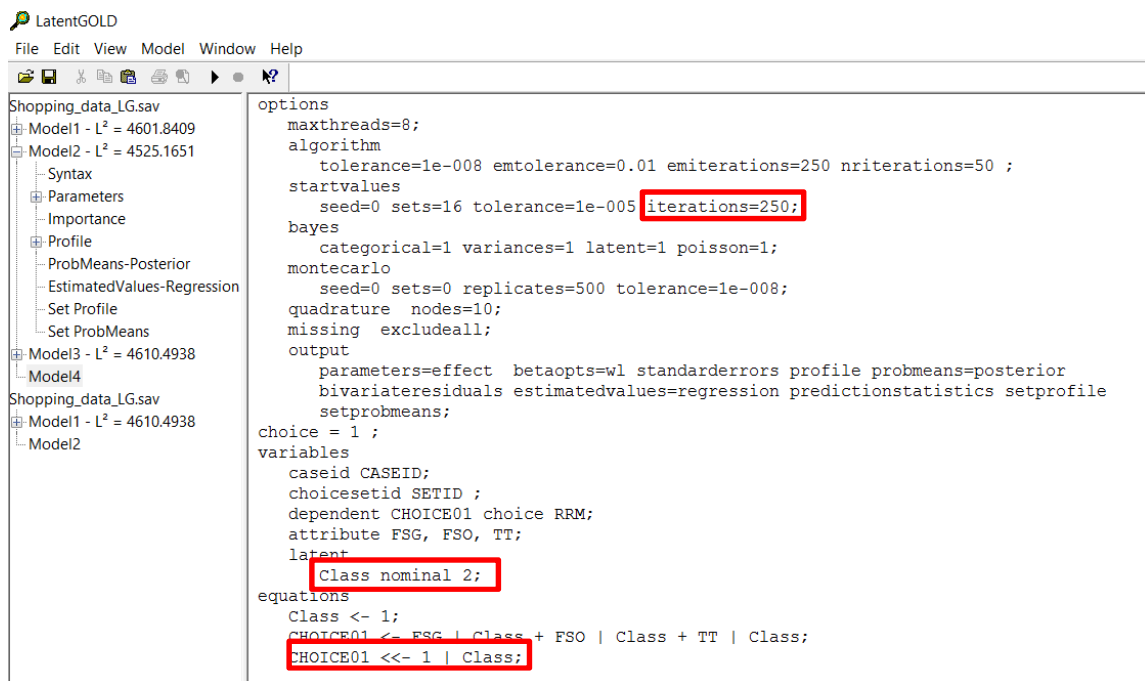 LatentGOLD
File Edit View Model Window Help
Shopping_data_LG.sav
Model1 - L² = 4601.8409
Model2 - L² = 4525.1651
Syntax
Parameters
Importance
Profile
ProbMeans-Posterior
EstimatedValues-Regression
Set Profile
Set ProbMeans
Model3 - L² = 4610.4938
Model4
Shopping_data_LG.sav
Model1 - L² = 4610.4938
Model2
options
maxthreads=8;
algorithm
tolerance=1e-008 emtolerance=0.01 emiterations=250 nriterations=50 ;
startvalues
seed=0 sets=16 tolerance=1e-005 iterations=250;
bayes
categorical=1 variances=1 latent=1 poisson=1;
montecarlo
seed=0 sets=0 replicates=500 tolerance=1e-008;
quadrature nodes=10;
missing excludeall;
output
parameters=effect betaopts=wl standarderrors profile probmeans=posterior
bivariateresiduals estimatedvalues=regression predictionstatistics setprofile
setprobmeans;
choice = 1 ;
variables
caseid CASEID;
choicesetid SETID ;
dependent CHOICE01 choice RRM;
attribute FSG, FSO, TT;
latent
Class nominal 2;
equations
Class <- 1;
CHOICE01 <- FSG | Class + FSO | Class + TT | Class;
CHOICE01 <<- 1 | Class;